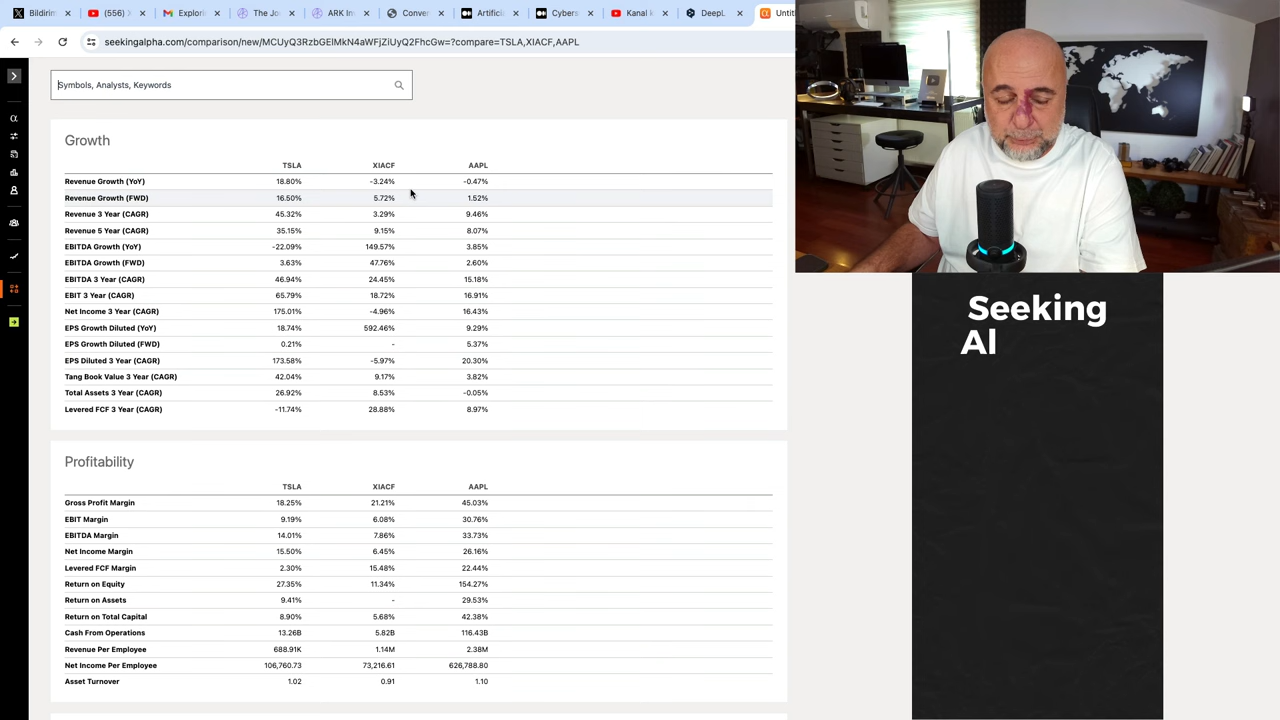 Bildirim
(556)
Explor
The Jo
ARK In
Conver
Artifici
Cybera
Kanal i
Untit
seekingalpha.com/comparison/new/MCUyQ3R2bGElMkN4aWFjZiUyQ2FhcGw=?compare=TSLA,XIACF,AAPL
Symbols, Analysts, Keywords
Growth
TSLA XIACF AAPL
Revenue Growth (YoY) 18.80% -3.24% -0.47%
Revenue Growth (FWD) 16.50% 5.72% 1.52%
Revenue 3 Year (CAGR) 45.32% 3.29% 9.46%
Revenue 5 Year (CAGR) 35.15% 9.15% 8.07%
EBITDA Growth (YoY) -22.09% 149.57% 3.85%
EBITDA Growth (FWD) 3.63% 47.76% 2.60%
EBITDA 3 Year (CAGR) 46.94% 24.45% 15.18%
EBIT 3 Year (CAGR) 65.79% 18.72% 16.91%
Net Income 3 Year (CAGR) 175.01% -4.96% 16.43%
EPS Growth Diluted (YoY) 18.74% 592.46% 9.29%
EPS Growth Diluted (FWD) 0.21% - 5.37%
EPS Diluted 3 Year (CAGR) 173.58% -5.97% 20.30%
Tang Book Value 3 Year (CAGR) 42.04% 9.17% 3.82%
Total Assets 3 Year (CAGR) 26.92% 8.53% -0.05%
Levered FCF 3 Year (CAGR) -11.74% 28.88% 8.97%
Profitability
TSLA XIACF AAPL
Gross Profit Margin 18.25% 21.21% 45.03%
EBIT Margin 9.19% 6.08% 30.76%
EBITDA Margin 14.01% 7.86% 33.73%
Net Income Margin 15.50% 6.45% 26.16%
Levered FCF Margin 2.30% 15.48% 22.44%
Return on Equity 27.35% 11.34% 154.27%
Return on Assets 9.41% - 29.53%
Return on Total Capital 8.90% 5.68% 42.38%
Cash From Operations 13.26B 5.82B 116.43B
Revenue Per Employee 688.91K 1.14M 2.38M
Net Income Per Employee 106,760.73 73,216.61 626,788.80
Asset Turnover 1.02 0.91 1.10
Seeking
Al